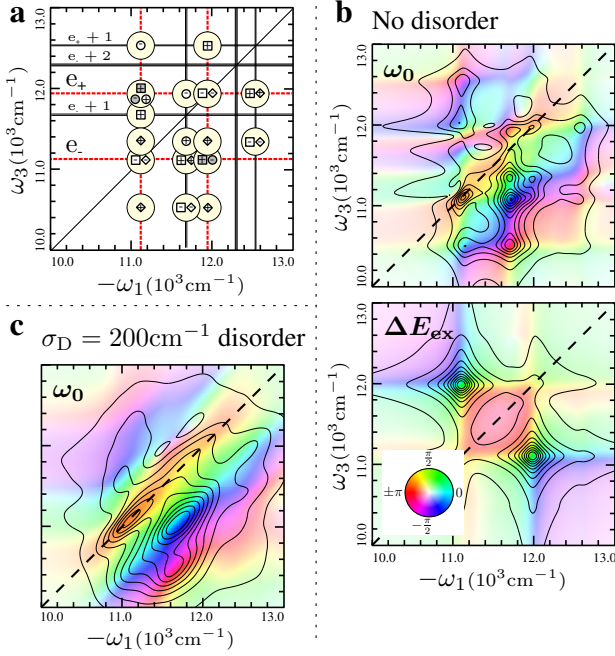 a
13.0
12.0
11.0
10.0
ω₃(10³cm⁻¹)
e₊ + 1
e₋ + 2
e₊
e₋ + 1
e₋
10.0 11.0 12.0 13.0
−ω₁(10³cm⁻¹)
b No disorder
ω₀
13.0
12.0
11.0
10.0
ω₃(10³cm⁻¹)
ΔE_ex
13.0
12.0
11.0
10.0
ω₃(10³cm⁻¹)
π/2
±π
0
−π/2
10.0 11.0 12.0 13.0
−ω₁(10³cm⁻¹)
c σ_D = 200cm⁻¹ disorder
ω₀
10.0 11.0 12.0 13.0
−ω₁(10³cm⁻¹)